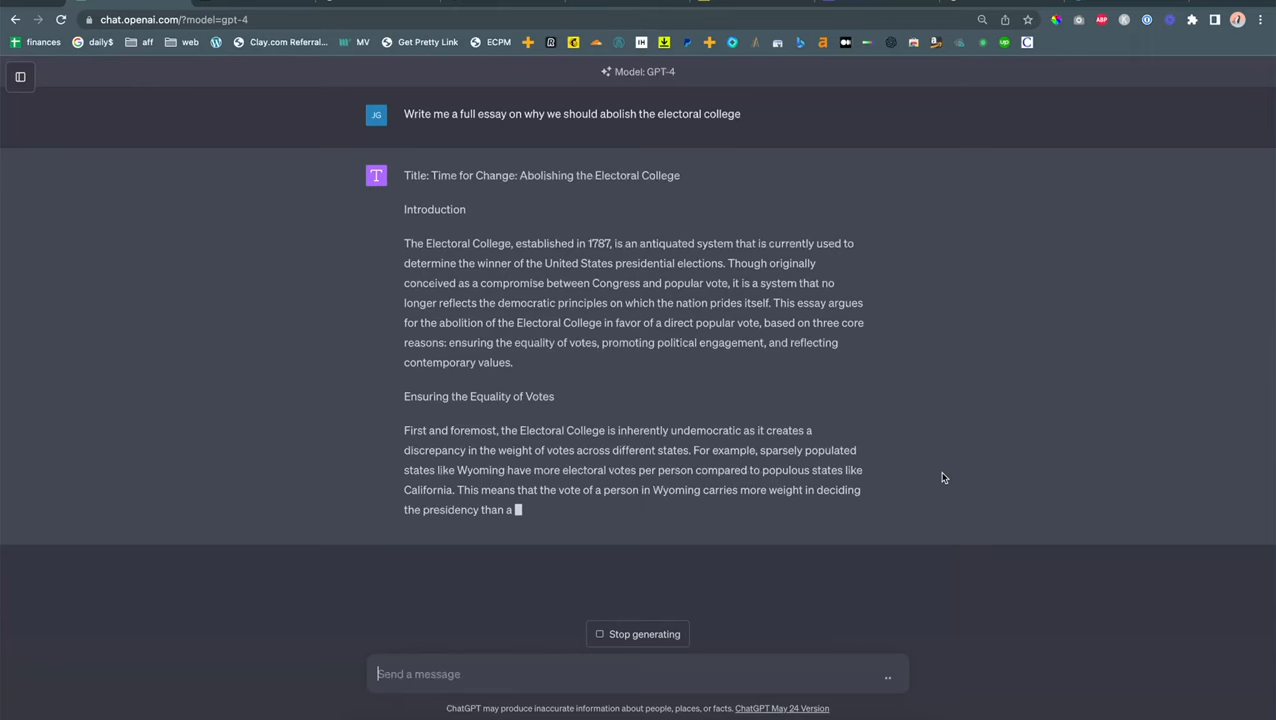 chat.openai.com/?model=gpt-4
ABP
finances
daily$
aff
web
Clay.com Referral...
MV
Get Pretty Link
ECPM
IH
up
Model: GPT-4
JG
Write me a full essay on why we should abolish the electoral college
T
Title: Time for Change: Abolishing the Electoral College
Introduction
The Electoral College, established in 1787, is an antiquated system that is currently used to
determine the winner of the United States presidential elections. Though originally
conceived as a compromise between Congress and popular vote, it is a system that no
longer reflects the democratic principles on which the nation prides itself. This essay argues
for the abolition of the Electoral College in favor of a direct popular vote, based on three core
reasons: ensuring the equality of votes, promoting political engagement, and reflecting
contemporary values.
Ensuring the Equality of Votes
First and foremost, the Electoral College is inherently undemocratic as it creates a
discrepancy in the weight of votes across different states. For example, sparsely populated
states like Wyoming have more electoral votes per person compared to populous states like
California. This means that the vote of a person in Wyoming carries more weight in deciding
the presidency than a
Stop generating
Send a message
ChatGPT may produce inaccurate information about people, places, or facts. ChatGPT May 24 Version